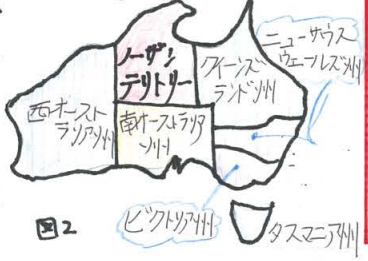 ノーザン
テリトリー
クイーンズ
ランド州
ニューサウス
ウェールズ州
西オースト
ラリア州
南オーストラリア
州
ビクトリア州
タスマニア州
図2